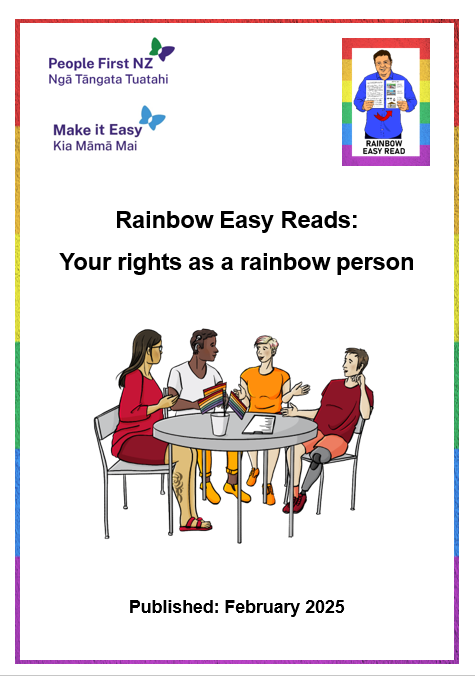 People First NZ
Ngā Tāngata Tuatahi
Make it Easy
Kia Māmā Mai
RAINBOW
EASY READ
Rainbow Easy Reads:
Your rights as a rainbow person
Published: February 2025